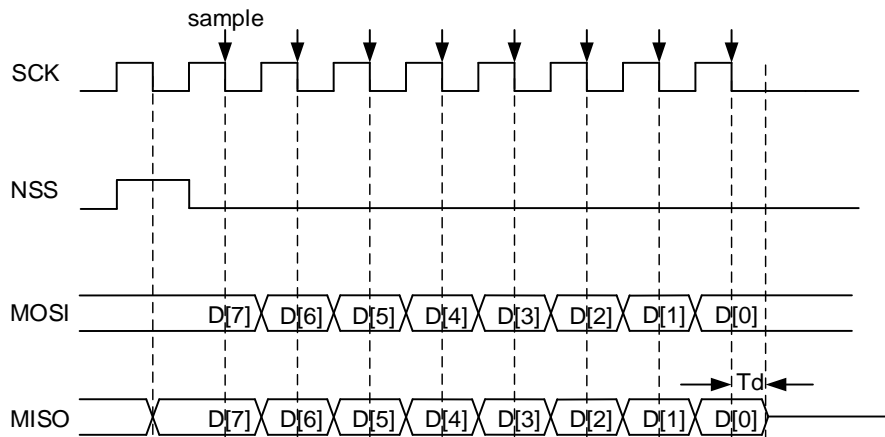 sample
SCK
NSS
MOSI D[7] D[6] D[5] D[4] D[3] D[2] D[1] D[0]
Td
MISO D[7] D[6] D[5] D[4] D[3] D[2] D[1] D[0]